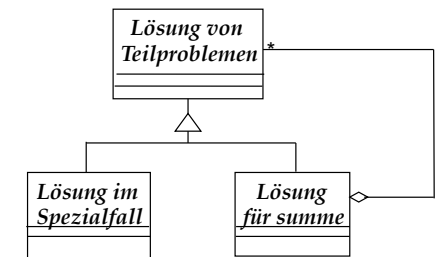 Lösung von
Teilproblemen
*
Lösung im
Spezialfall
Lösung
für summe